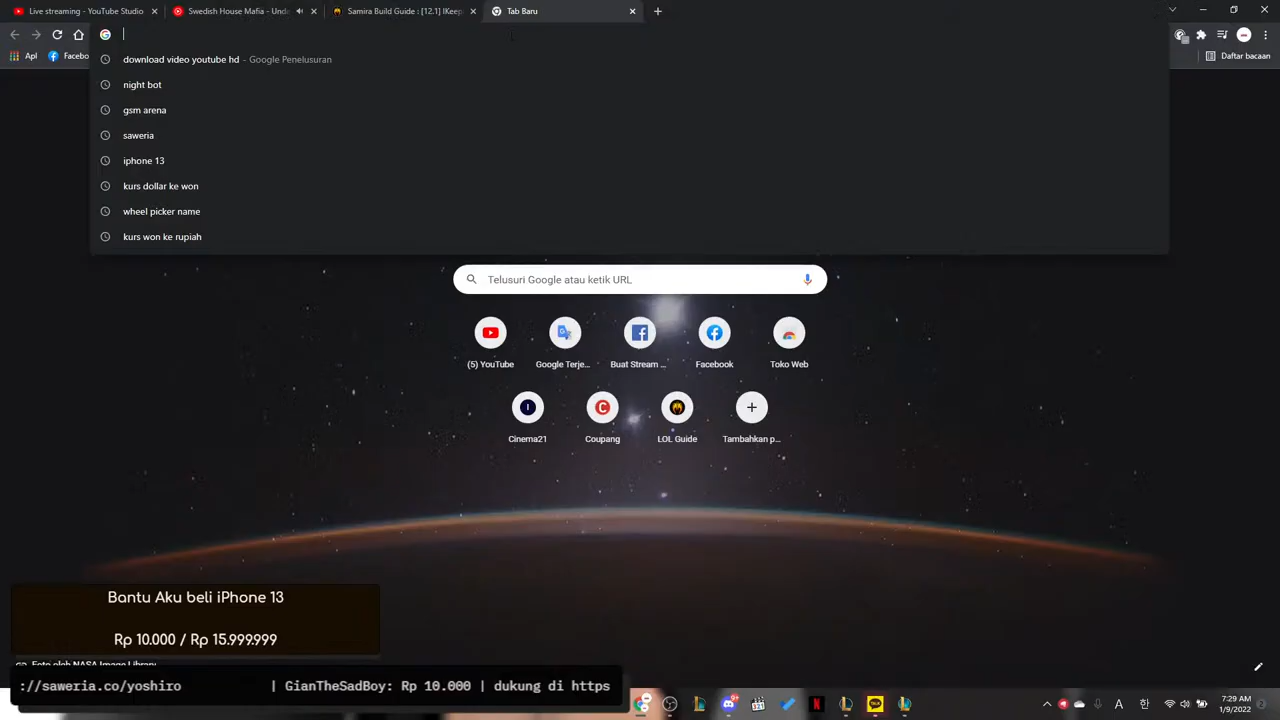 Live streaming - YouTube Studio
Swedish House Mafia - Und
Samira Build Guide : [12.1] IKeep
Tab Baru
Apl
Facebo
Daftar bacaan
download video youtube hd - Google Penelusuran
night bot
gsm arena
saweria
iphone 13
kurs dollar ke won
wheel picker name
kurs won ke rupiah
Telusuri Google atau ketik URL
(5) YouTube
Google Terje...
Buat Stream ...
Facebook
Toko Web
Cinema21
Coupang
LOL Guide
Tambahkan p...
Bantu Aku beli iPhone 13
Rp 10.000 / Rp 15.999.999
Foto oleh NASA Image Library
://saweria.co/yoshiro | GianTheSadBoy: Rp 10.000 | dukung di https
TALK
A
한
7:29 AM
1/9/2022